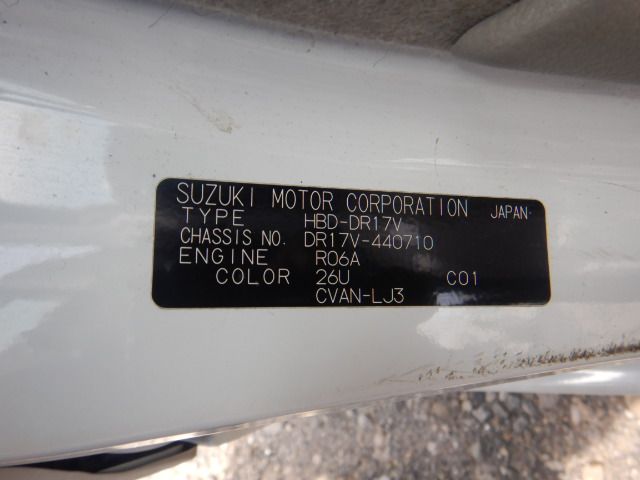 SUZUKI MOTOR CORPORATION JAPAN
TYPE HBD-DR17V
CHASSIS NO. DR17V-440710
ENGINE R06A
COLOR 26U C01
CVAN-LJ3